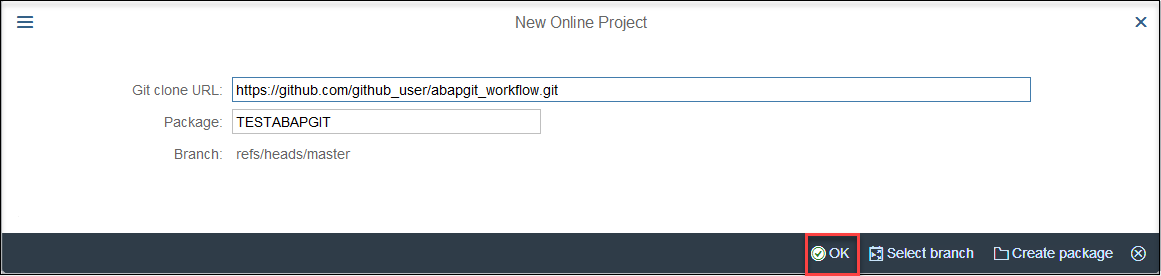 New Online Project
Git clone URL: https://github.com/github_user/abapgit_workflow.git
Package: TESTABAPGIT
Branch: refs/heads/master
OK Select branch Create package